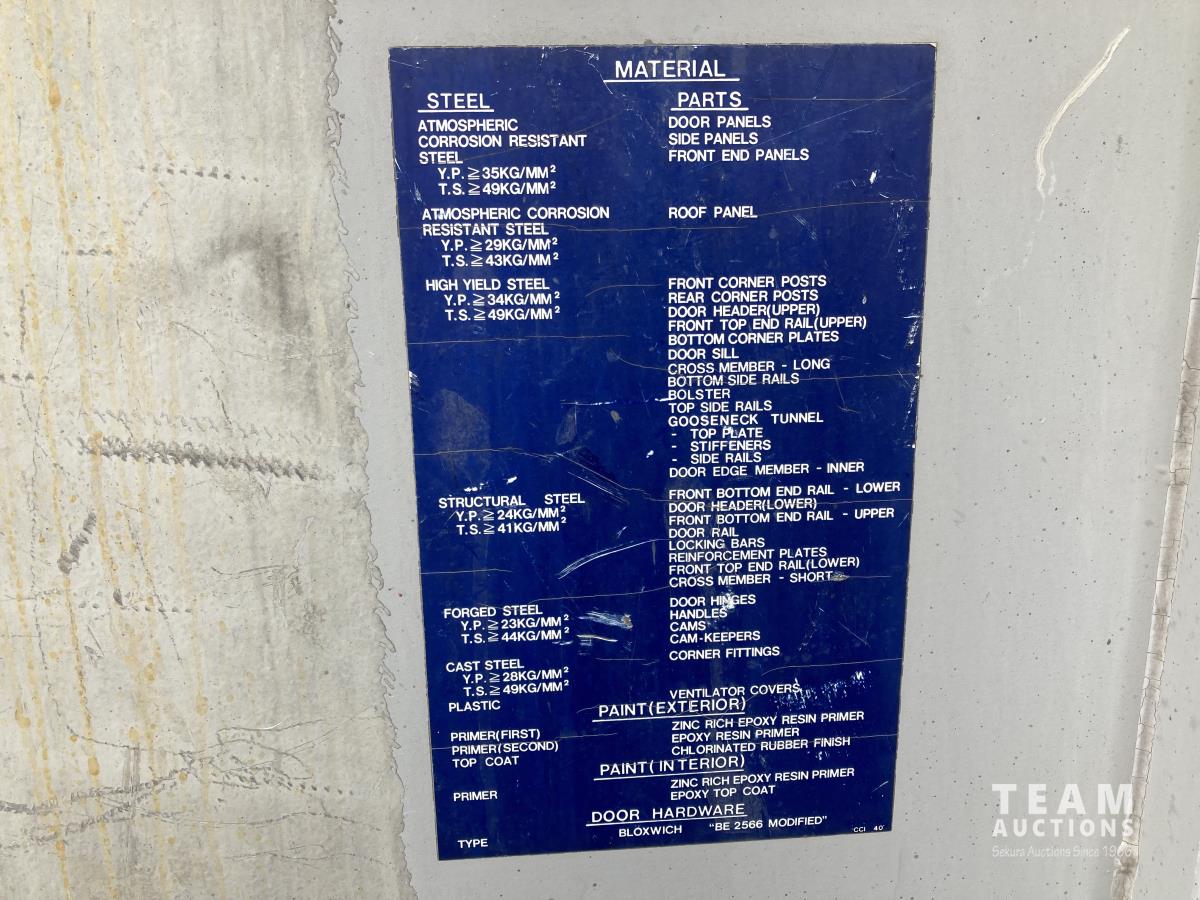 MATERIAL
STEEL PARTS
ATMOSPHERIC DOOR PANELS
CORROSION RESISTANT SIDE PANELS
STEEL FRONT END PANELS
Y.P.≧35KG/MM²
T.S.≧49KG/MM²
ATMOSPHERIC CORROSION ROOF PANEL
RESISTANT STEEL
Y.P.≧29KG/MM²
T.S.≧43KG/MM²
HIGH YIELD STEEL FRONT CORNER POSTS
Y.P.≧34KG/MM² REAR CORNER POSTS
T.S.≧49KG/MM² DOOR HEADER(UPPER)
FRONT TOP END RAIL(UPPER)
BOTTOM CORNER PLATES
DOOR SILL
CROSS MEMBER - LONG
BOTTOM SIDE RAILS
BOLSTER
TOP SIDE RAILS
GOOSENECK TUNNEL
- TOP PLATE
- STIFFENERS
- SIDE RAILS
DOOR EDGE MEMBER - INNER
STRUCTURAL STEEL FRONT BOTTOM END RAIL - LOWER
Y.P.≧24KG/MM² DOOR HEADER(LOWER)
T.S.≧41KG/MM² FRONT BOTTOM END RAIL - UPPER
DOOR RAIL
LOCKING BARS
REINFORCEMENT PLATES
FRONT TOP END RAIL(LOWER)
CROSS MEMBER - SHORT
FORGED STEEL DOOR HINGES
Y.P.≧23KG/MM² HANDLES
T.S.≧44KG/MM² CAMS
CAM-KEEPERS
CAST STEEL CORNER FITTINGS
Y.P.≧28KG/MM²
T.S.≧49KG/MM²
PLASTIC VENTILATOR COVERS
PAINT(EXTERIOR)
PRIMER(FIRST) ZINC RICH EPOXY RESIN PRIMER
PRIMER(SECOND) EPOXY RESIN PRIMER
TOP COAT CHLORINATED RUBBER FINISH
PAINT(INTERIOR)
PRIMER ZINC RICH EPOXY RESIN PRIMER
EPOXY TOP COAT
DOOR HARDWARE
TYPE BLOXWICH "BE 2566 MODIFIED"
CCI 40'
TEAM
AUCTIONS
Sekura Auctions Since 1966